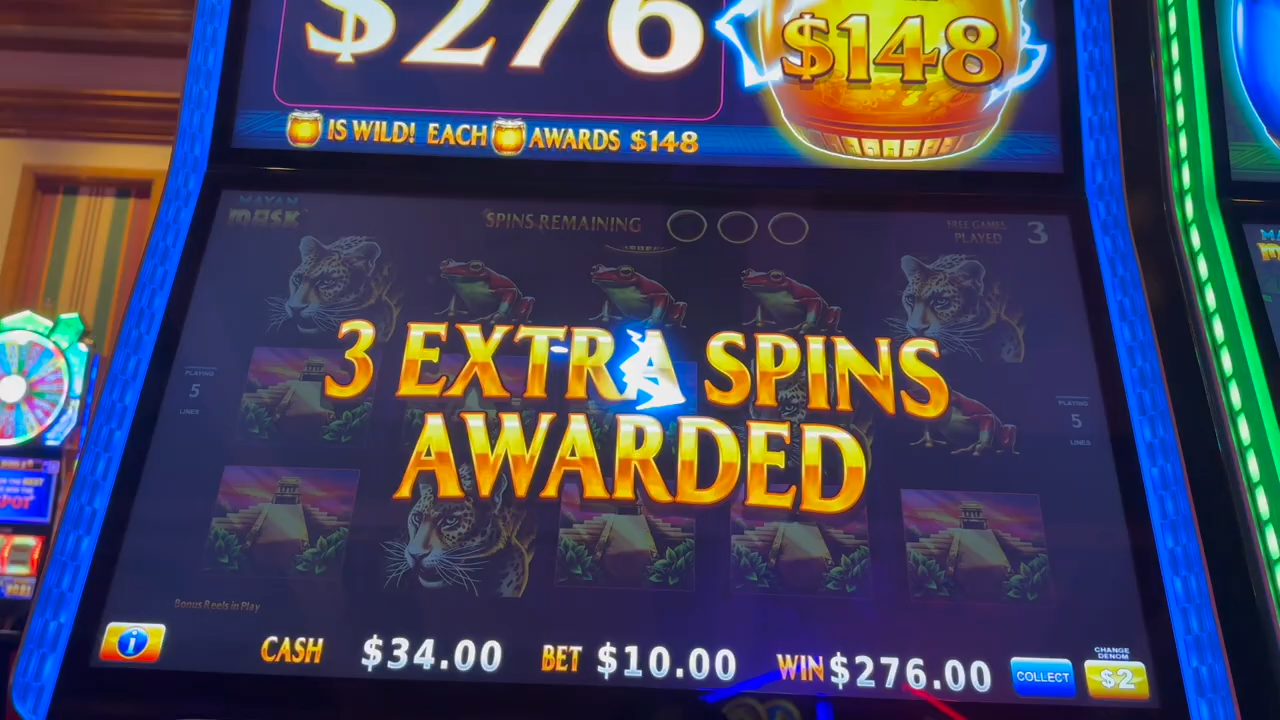 $276
$148
IS WILD! EACH AWARDS $148
MAYAN
MASK
SPINS REMAINING
FREE GAMES
PLAYED 3
3 EXTRA SPINS
AWARDED
PLAYING
5
LINES
PLAYING
5
LINES
Bonus Reels in Play
i
CASH $34.00 BET $10.00 WIN $276.00 COLLECT
CHANGE
DENOM
$2